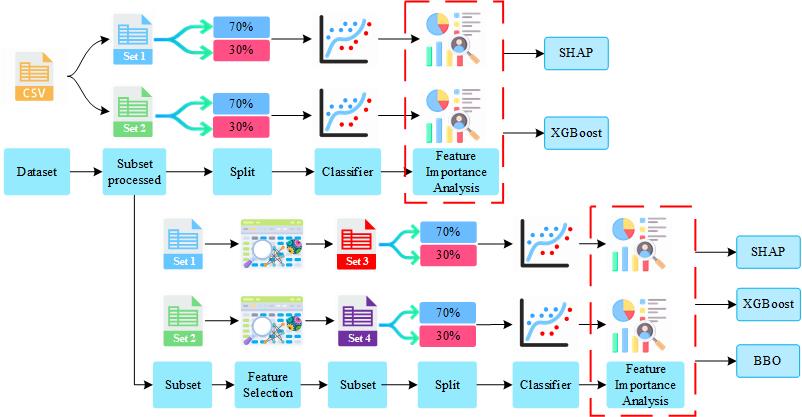 CSV
Set 1
70%
30%
SHAP
Set 2
70%
30%
XGBoost
Dataset
Subset
processed
Split
Classifier
Feature
Importance
Analysis
Set 1
Set 3
70%
30%
SHAP
Set 2
Set 4
70%
30%
XGBoost
BBO
Subset
Feature
Selection
Subset
Split
Classifier
Feature
Importance
Analysis